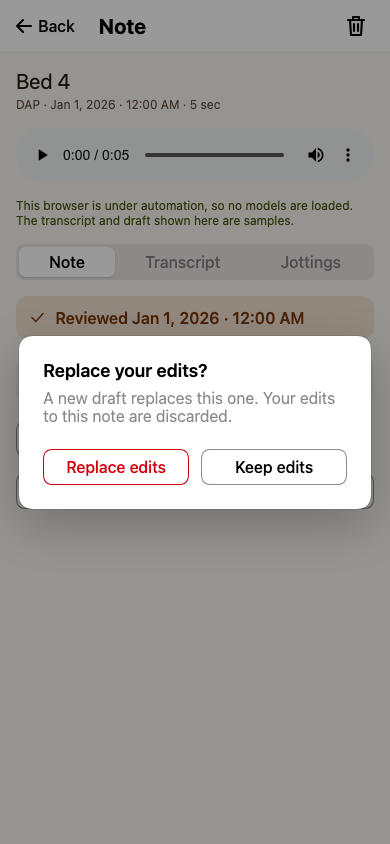 Back
Note
Bed 4
DAP · Jan 1, 2026 · 12:00 AM · 5 sec
0:00 / 0:05
This browser is under automation, so no models are loaded.
The transcript and draft shown here are samples.
Note
Transcript
Jottings
Reviewed Jan 1, 2026 · 12:00 AM
Replace your edits?
A new draft replaces this one. Your edits
to this note are discarded.
Replace edits
Keep edits